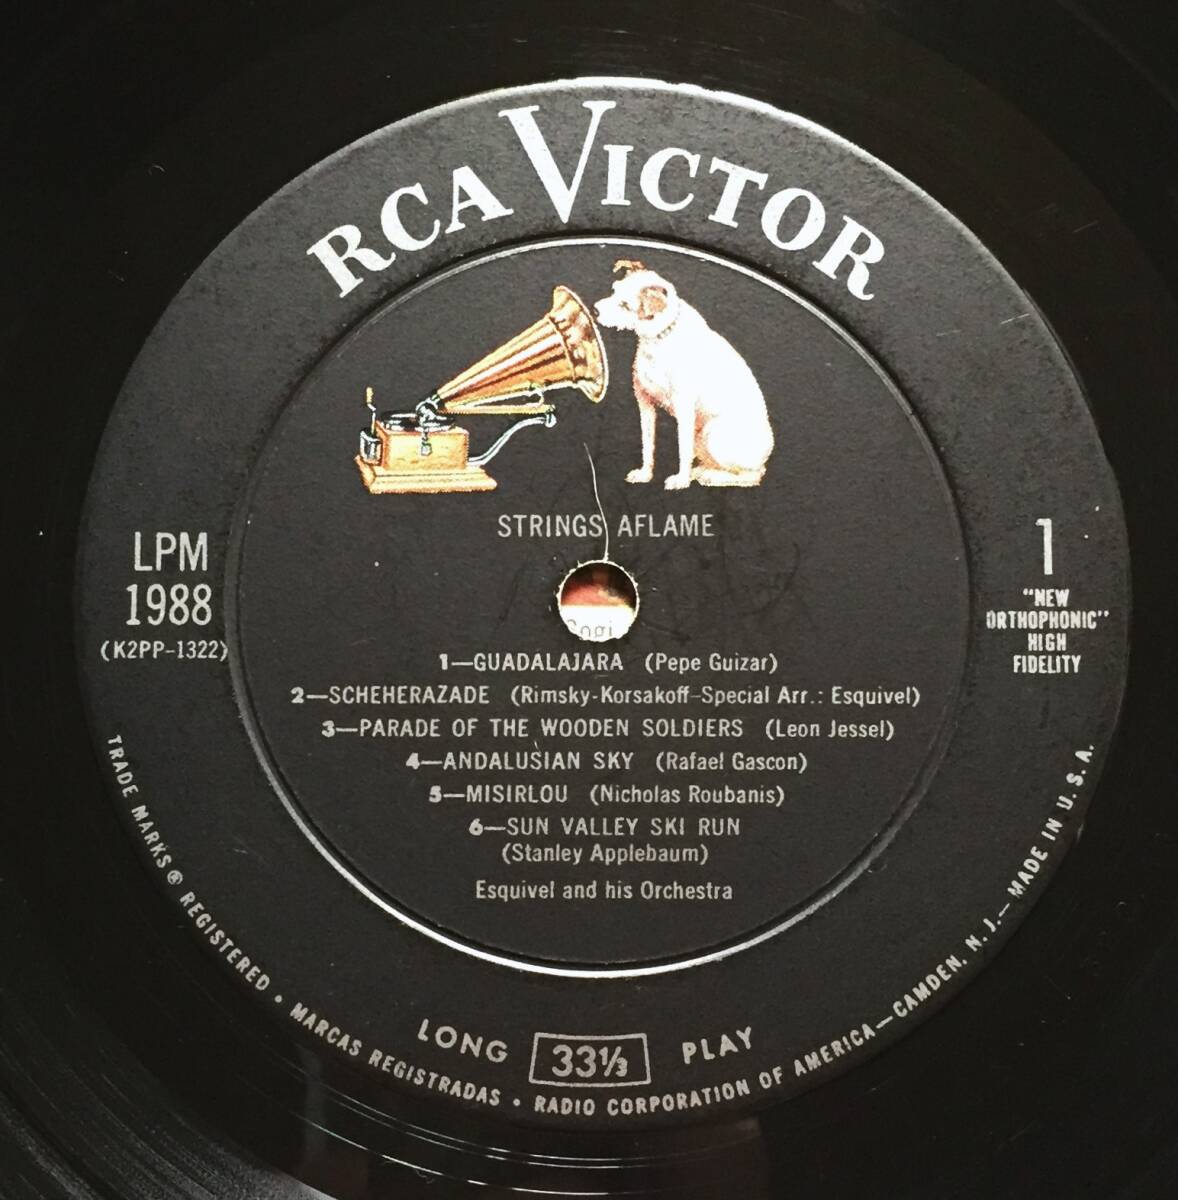 RCA VICTOR
STRINGS AFLAME
LPM
1988
(K2PP-1322)
1
"NEW
ORTHOPHONIC"
HIGH
FIDELITY
1—GUADALAJARA (Pepe Guizar)
2—SCHEHERAZADE (Rimsky-Korsakoff-Special Arr.: Esquivel)
3—PARADE OF THE WOODEN SOLDIERS (Leon Jessel)
4—ANDALUSIAN SKY (Rafael Gascon)
5—MISIRLOU (Nicholas Roubanis)
6—SUN VALLEY SKI RUN
(Stanley Applebaum)
Esquivel and his Orchestra
LONG 33⅓ PLAY
TRADE MARKS ® REGISTERED • MARCAS REGISTRADAS • RADIO CORPORATION OF AMERICA—CAMDEN, N. J.—MADE IN U. S. A.